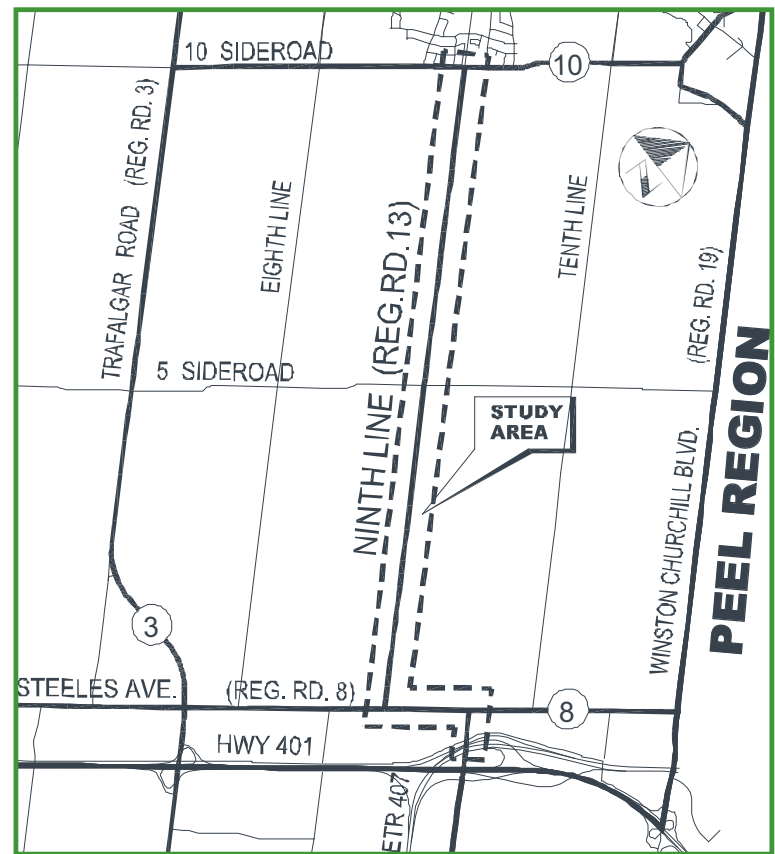 10 SIDEROAD
10
TRAFALGAR ROAD (REG. RD. 3)
EIGHTH LINE
NINTH LINE (REG.RD.13)
TENTH LINE
(REG. RD. 19)
WINSTON CHURCHILL BLVD.
PEEL REGION
5 SIDEROAD
STUDY
AREA
3
STEELES AVE.
(REG. RD. 8)
8
HWY 401
ETR 407